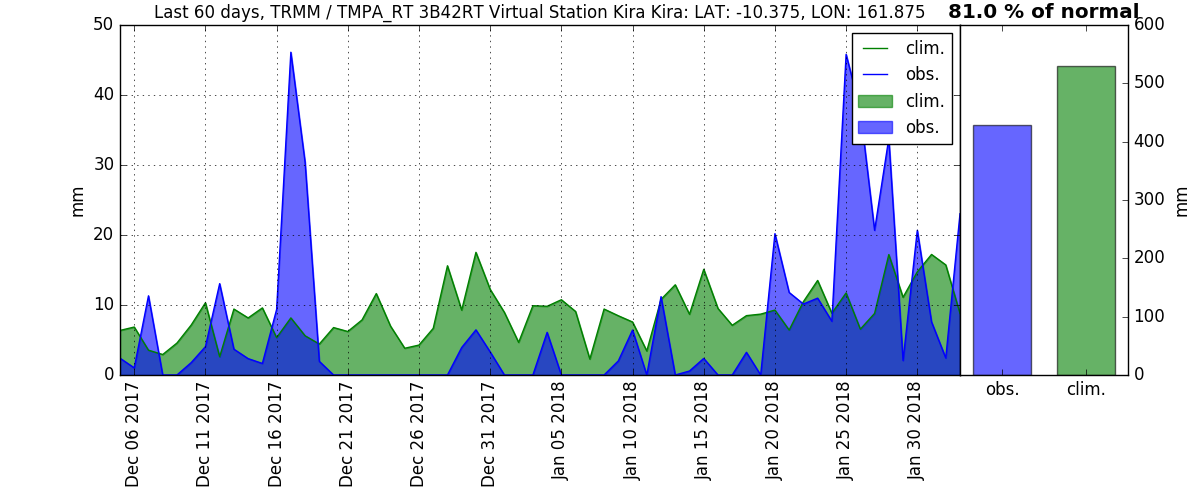 Last 60 days, TRMM / TMPA_RT 3B42RT Virtual Station Kira Kira: LAT: -10.375, LON: 161.875
81.0 % of normal
50
40
30
20
10
0
mm
clim.
obs.
clim.
obs.
600
500
400
300
200
100
0
mm
obs.
clim.
Dec 06 2017
Dec 11 2017
Dec 16 2017
Dec 21 2017
Dec 26 2017
Dec 31 2017
Jan 05 2018
Jan 10 2018
Jan 15 2018
Jan 20 2018
Jan 25 2018
Jan 30 2018